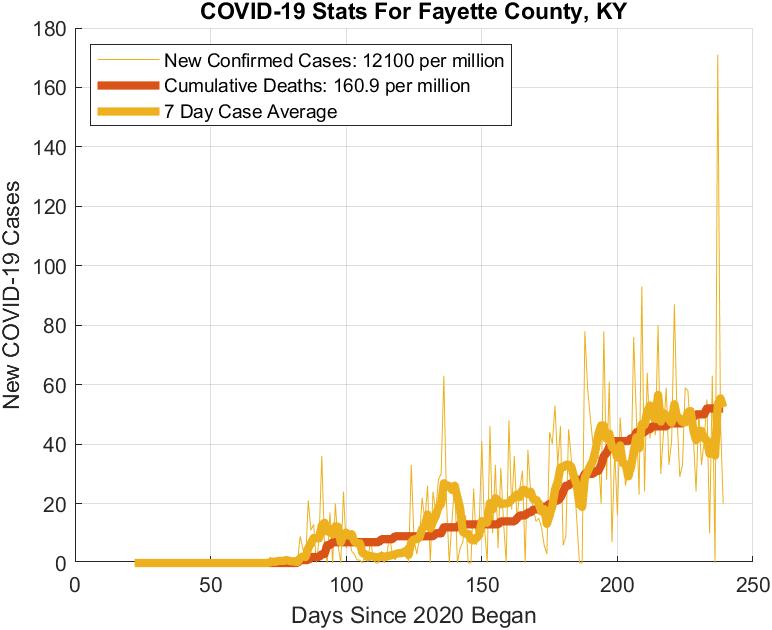 COVID-19 Stats For Fayette County, KY
New Confirmed Cases: 12100 per million
Cumulative Deaths: 160.9 per million
7 Day Case Average
New COVID-19 Cases
180
160
140
120
100
80
60
40
20
0
0 50 100 150 200 250
Days Since 2020 Began